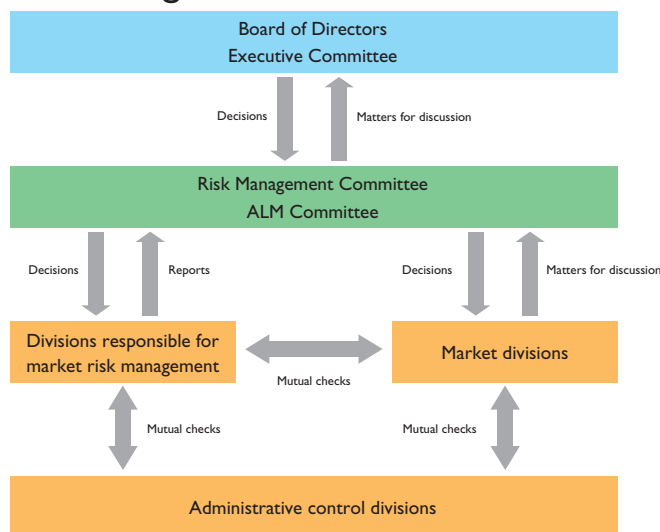 Board of Directors
Executive Committee
Decisions
Matters for discussion
Risk Management Committee
ALM Committee
Decisions
Reports
Decisions
Matters for discussion
Divisions responsible for
market risk management
Mutual checks
Market divisions
Mutual checks
Mutual checks
Administrative control divisions